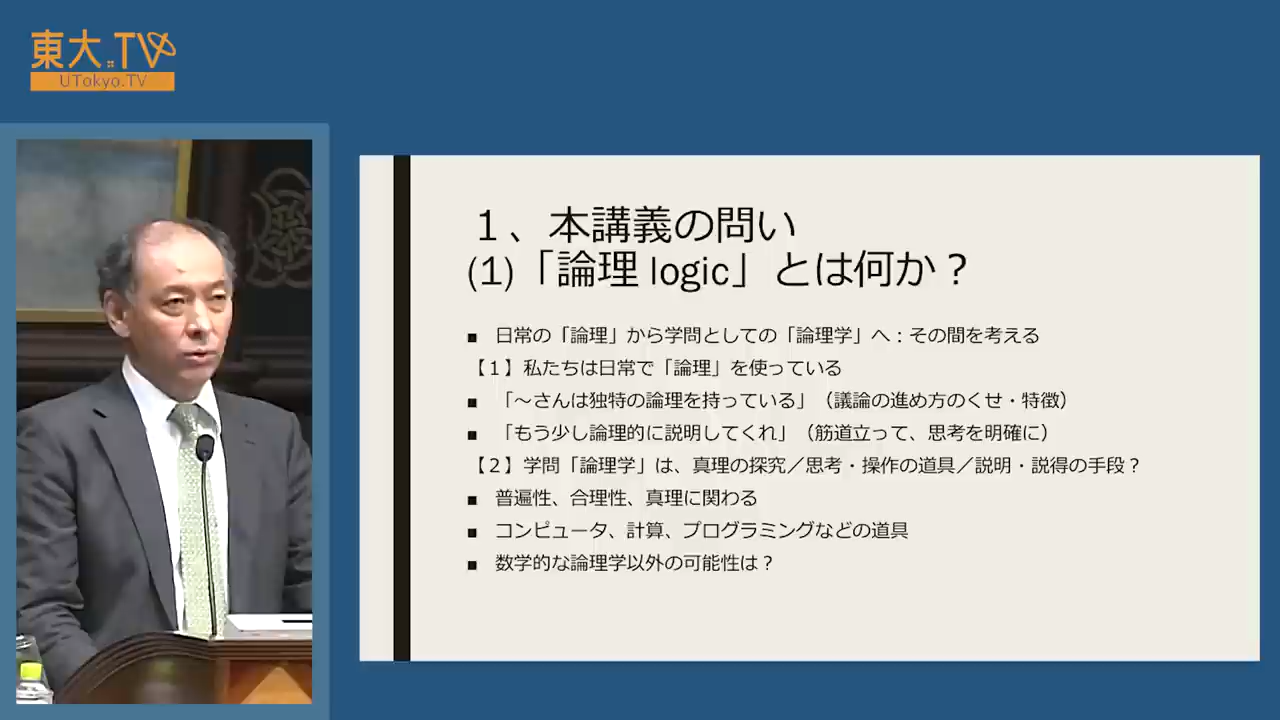 東大.TV
UTokyo.TV
１、本講義の問い
(1)「論理 logic」とは何か？
■ 日常の「論理」から学問としての「論理学」へ：その間を考える
【１】私たちは日常で「論理」を使っている
■ 「～さんは独特の論理を持っている」（議論の進め方のくせ・特徴）
■ 「もう少し論理的に説明してくれ」（筋道立って、思考を明確に）
【２】学問「論理学」は、真理の探究／思考・操作の道具／説明・説得の手段？
■ 普遍性、合理性、真理に関わる
■ コンピュータ、計算、プログラミングなどの道具
■ 数学的な論理学以外の可能性は？